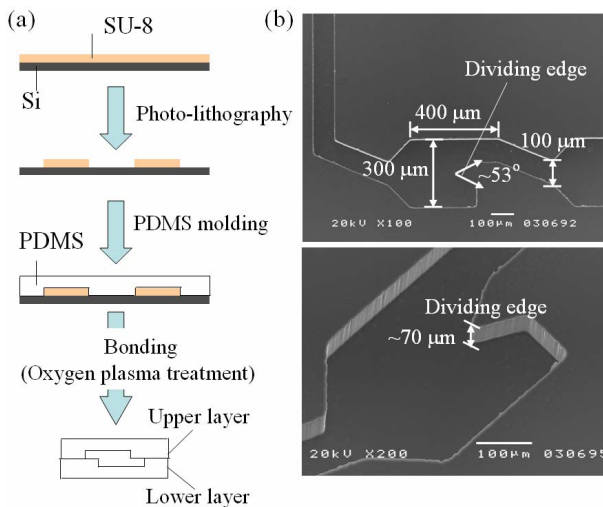 (a)
SU-8
Si
Photo-lithography
PDMS molding
PDMS
Bonding
(Oxygen plasma treatment)
Upper layer
Lower layer
(b)
Dividing edge
400 μm
100 μm
300 μm
~53°
20kV X100 100μm 030692
Dividing edge
~70 μm
20kV X200 100μm 030695